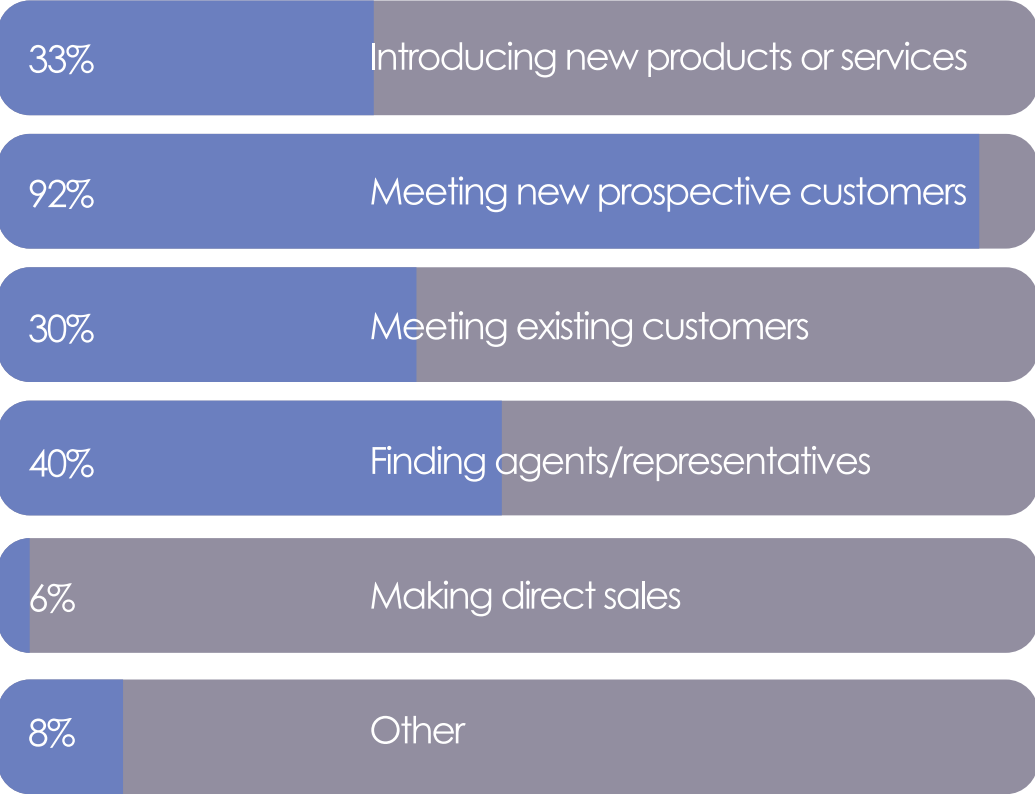 33% Introducing new products or services
92% Meeting new prospective customers
30% Meeting existing customers
40% Finding agents/representatives
6% Making direct sales
8% Other